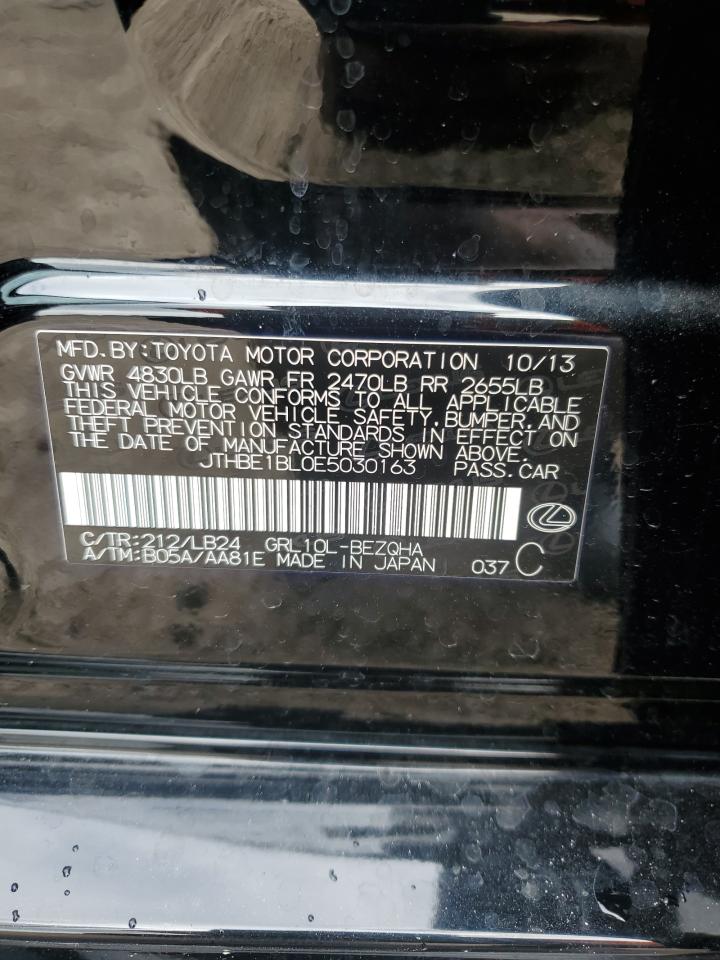 MFD.BY:TOYOTA MOTOR CORPORATION 10/13
GVWR 4830LB GAWR FR 2470LB RR 2655LB
THIS VEHICLE CONFORMS TO ALL APPLICABLE
FEDERAL MOTOR VEHICLE SAFETY,BUMPER,AND
THEFT PREVENTION STANDARDS IN EFFECT ON
THE DATE OF MANUFACTURE SHOWN ABOVE.
JTHBE1BL0E5030163 PASS.CAR
C/TR:212/LB24 GRL10L-BEZQHA
A/TM:B05A/AA81E MADE IN JAPAN 037 C